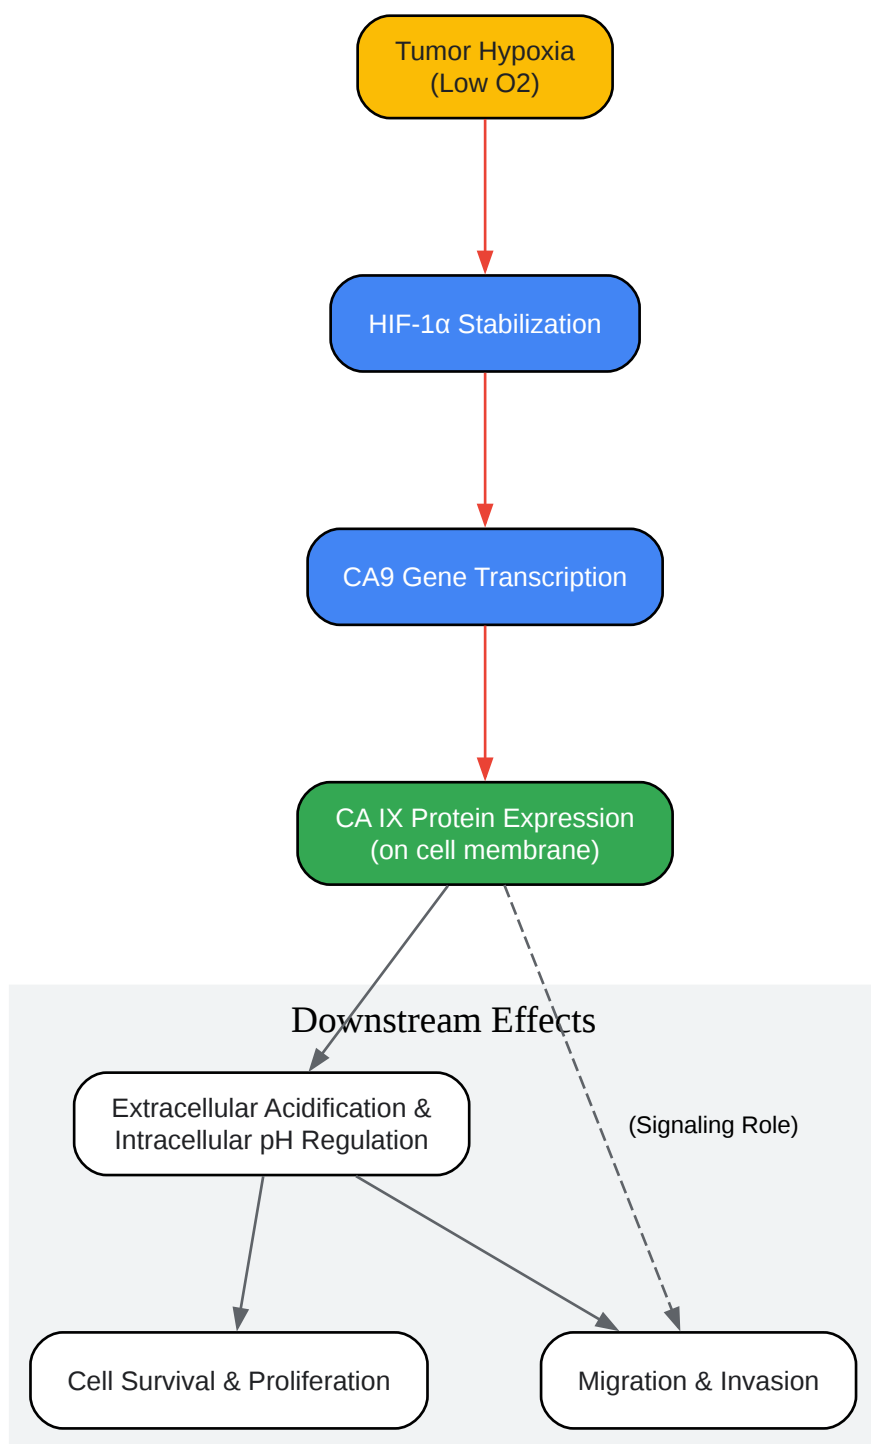 Tumor Hypoxia
(Low O2)
HIF-1α Stabilization
CA9 Gene Transcription
CA IX Protein Expression
(on cell membrane)
Downstream Effects
Extracellular Acidification &
Intracellular pH Regulation
(Signaling Role)
Cell Survival & Proliferation
Migration & Invasion